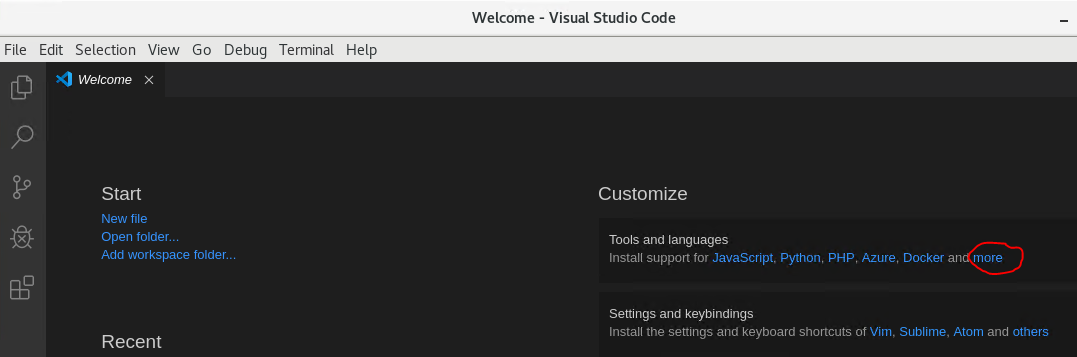 Welcome - Visual Studio Code
File Edit Selection View Go Debug Terminal Help
Welcome
Start
New file
Open folder...
Add workspace folder...
Recent
Customize
Tools and languages
Install support for JavaScript, Python, PHP, Azure, Docker and more
Settings and keybindings
Install the settings and keyboard shortcuts of Vim, Sublime, Atom and others